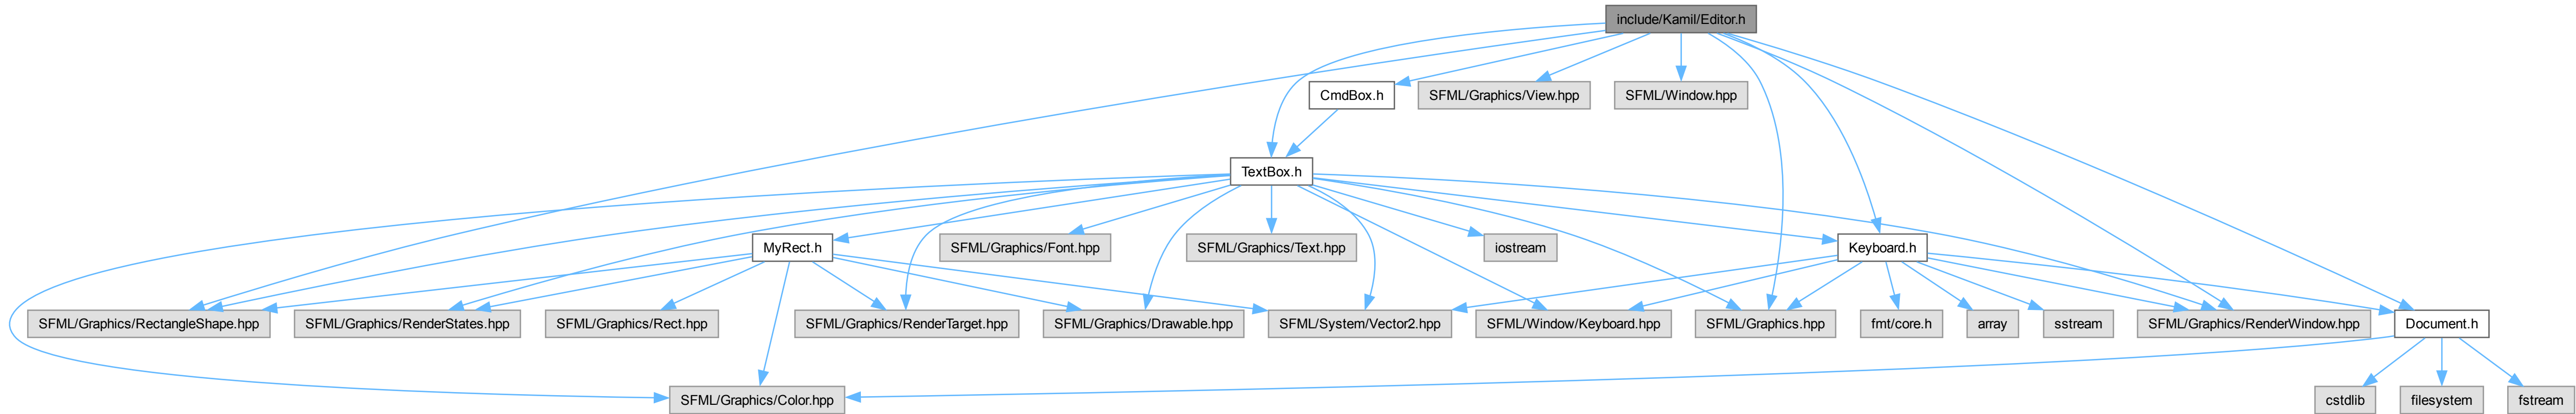 include/Kamil/Editor.h
CmdBox.h
SFML/Graphics/View.hpp
SFML/Window.hpp
TextBox.h
MyRect.h
SFML/Graphics/Font.hpp
SFML/Graphics/Text.hpp
iostream
Keyboard.h
SFML/Graphics/RectangleShape.hpp
SFML/Graphics/RenderStates.hpp
SFML/Graphics/Rect.hpp
SFML/Graphics/RenderTarget.hpp
SFML/Graphics/Drawable.hpp
SFML/System/Vector2.hpp
SFML/Window/Keyboard.hpp
SFML/Graphics.hpp
fmt/core.h
array
sstream
SFML/Graphics/RenderWindow.hpp
Document.h
SFML/Graphics/Color.hpp
cstdlib
filesystem
fstream